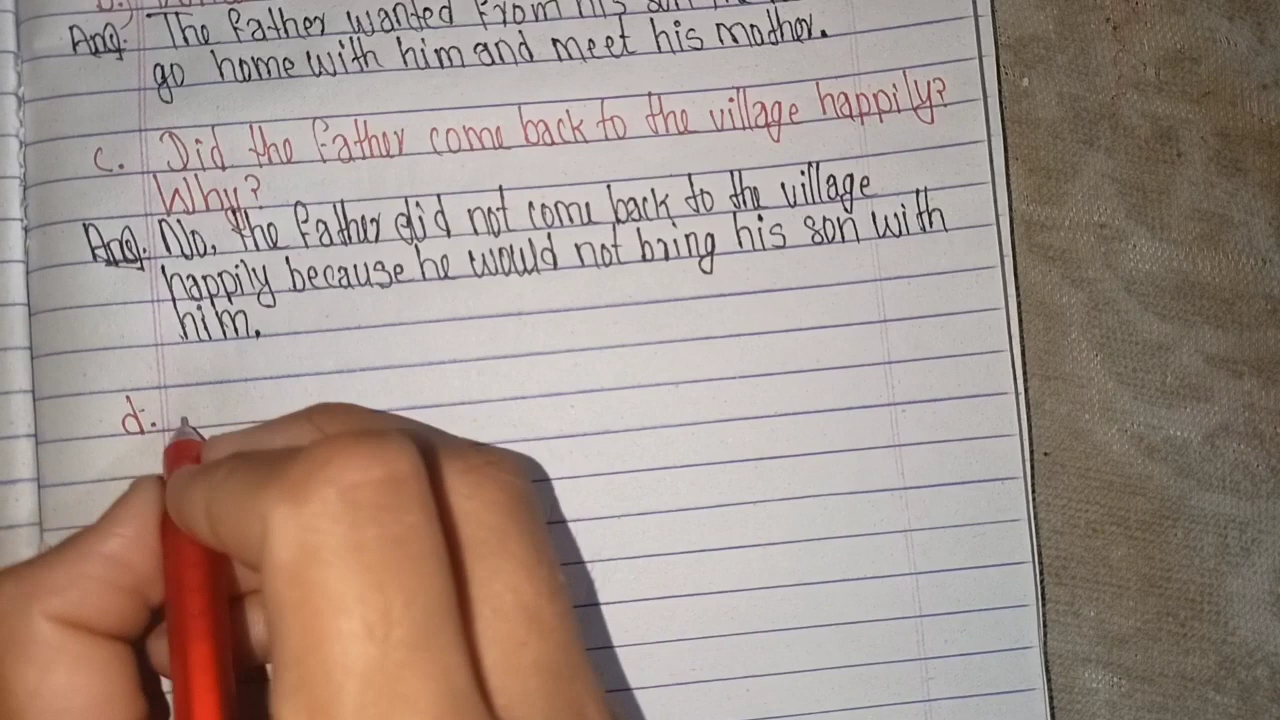 b.
Ans: The father wanted from his
go home with him and meet his mother.
c. Did the father come back to the village happily?
Why?
Ans. No, the father did not come back to the village
happily because he would not bring his son with
him.
d.